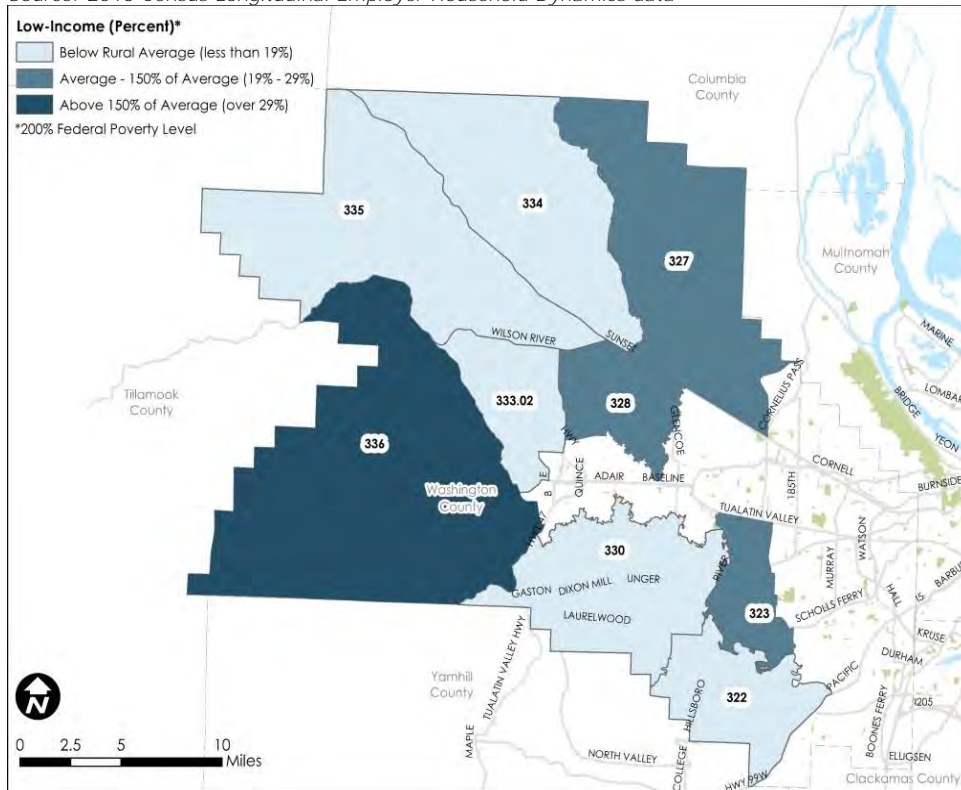 Source: 2010 Census Longitudinal Employer Household Dynamics data
Low-Income (Percent)*
Below Rural Average (less than 19%)
Average - 150% of Average (19% - 29%)
Above 150% of Average (over 29%)
*200% Federal Poverty Level
Columbia
County
335
334
327
Multnomah
County
MARINE
LOMBAR
BRIDGE
YEON
WILSON RIVER
SUNSET
CORNELIUS PASS
Tillamook
County
333.02
328
336
HWY
GLENCOE
QUINCE
ADAIR
BASELINE
B
E
185TH
CORNELL
BURNSIDE
Washington
County
TUALATIN VALLEY
HWY 47
330
RIVER
MURRAY
WATSON
GASTON
DIXON MILL
UNGER
LAURELWOOD
323
SCHOLLS FERRY
HALL
I5
BARBUR
KRUSE
DURHAM
PACIFIC
Yamhill
County
TUALATIN VALLEY HWY
HILLSBORO
322
I205
BOONES FERRY
N
MAPLE
NORTH VALLEY
COLLEGE
ELLIGSEN
HWY 99W
Clackamas County
0 2.5 5 10
Miles